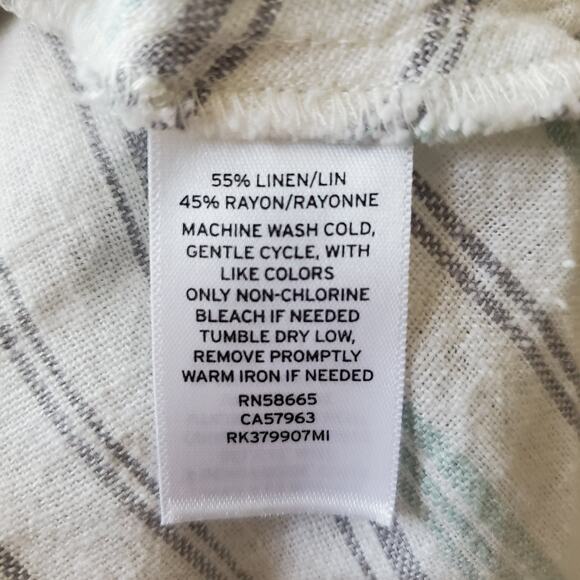 55% LINEN/LIN
45% RAYON/RAYONNE
MACHINE WASH COLD,
GENTLE CYCLE, WITH
LIKE COLORS
ONLY NON-CHLORINE
BLEACH IF NEEDED
TUMBLE DRY LOW,
REMOVE PROMPTLY
WARM IRON IF NEEDED
RN58665
CA57963
RK379907MI